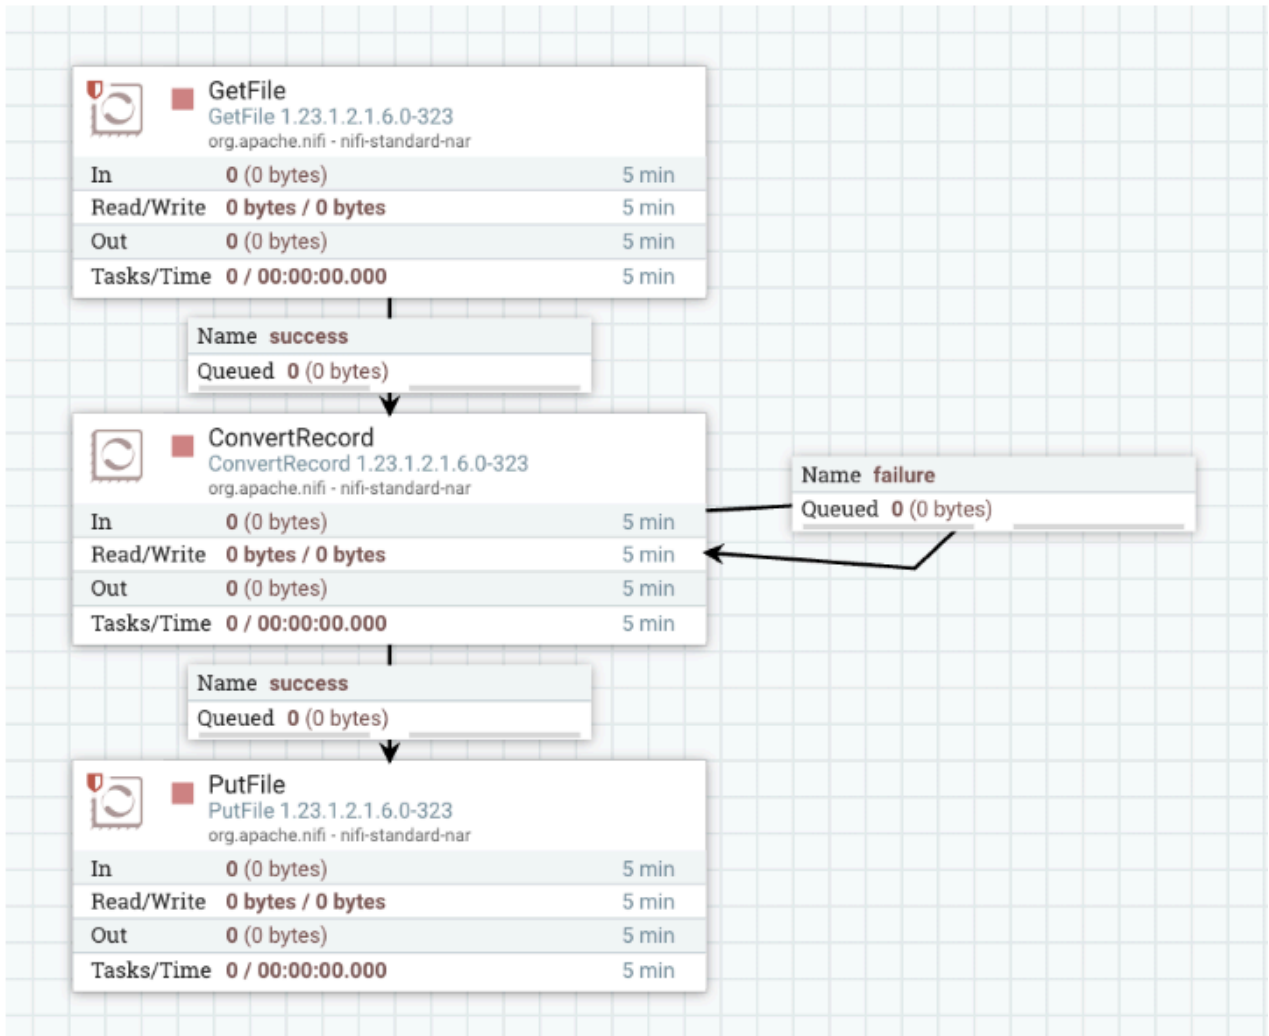 GetFile
GetFile 1.23.1.2.1.6.0-323
org.apache.nifi - nifi-standard-nar
In 0 (0 bytes) 5 min
Read/Write 0 bytes / 0 bytes 5 min
Out 0 (0 bytes) 5 min
Tasks/Time 0 / 00:00:00.000 5 min
Name success
Queued 0 (0 bytes)
ConvertRecord
ConvertRecord 1.23.1.2.1.6.0-323
org.apache.nifi - nifi-standard-nar
In 0 (0 bytes) 5 min
Read/Write 0 bytes / 0 bytes 5 min
Out 0 (0 bytes) 5 min
Tasks/Time 0 / 00:00:00.000 5 min
Name failure
Queued 0 (0 bytes)
Name success
Queued 0 (0 bytes)
PutFile
PutFile 1.23.1.2.1.6.0-323
org.apache.nifi - nifi-standard-nar
In 0 (0 bytes) 5 min
Read/Write 0 bytes / 0 bytes 5 min
Out 0 (0 bytes) 5 min
Tasks/Time 0 / 00:00:00.000 5 min